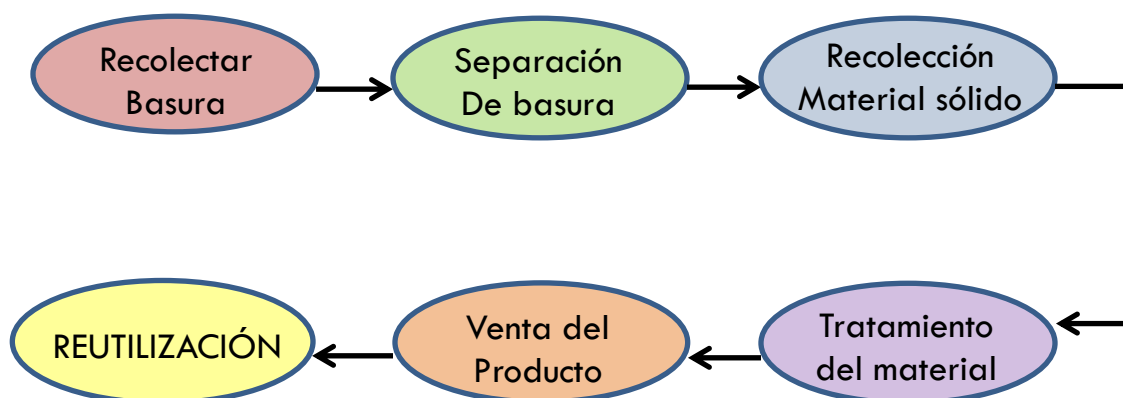 Recolectar
Basura
Separación
De basura
Recolección
Material sólido
Tratamiento
del material
Venta del
Producto
REUTILIZACIÓN